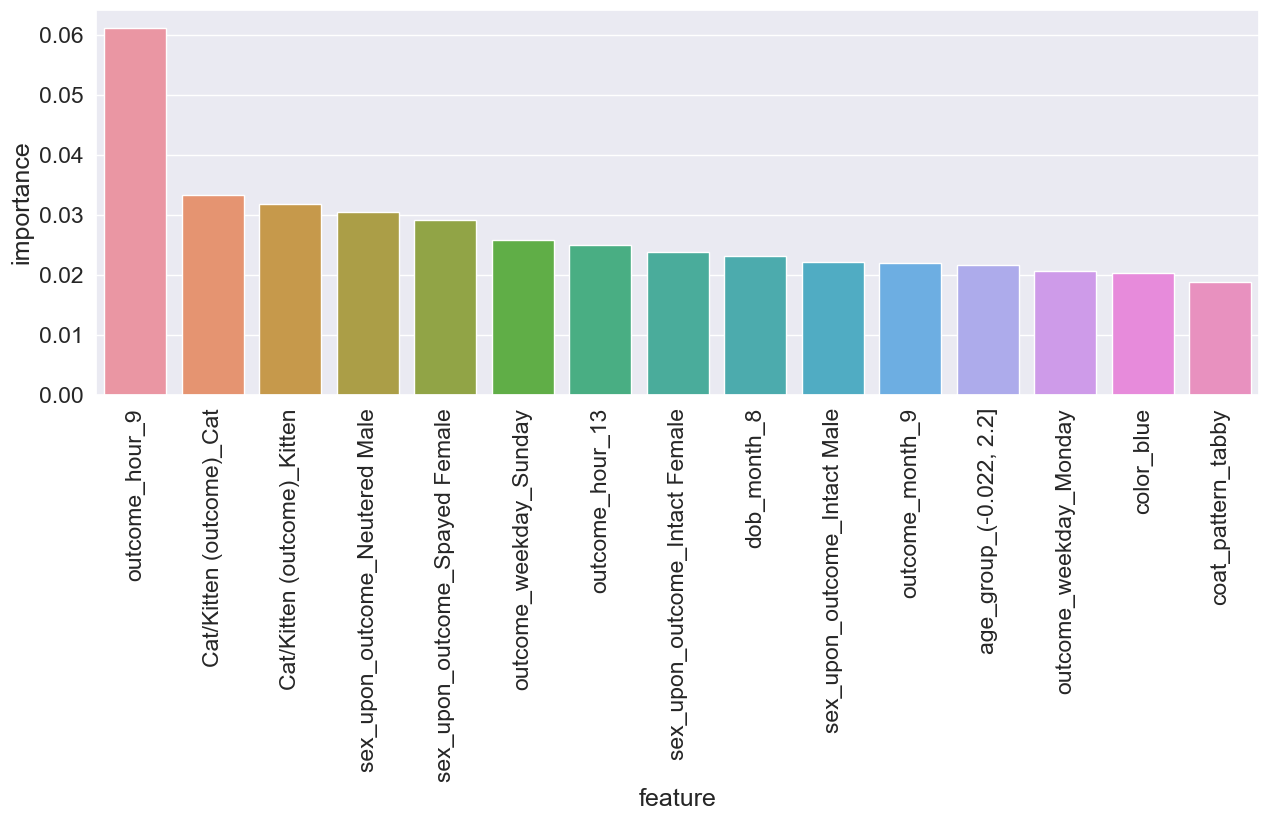 0.06
0.05
0.04
0.03
0.02
0.01
0.00
importance
outcome_hour_9
Cat/Kitten (outcome)_Cat
Cat/Kitten (outcome)_Kitten
sex_upon_outcome_Neutered Male
sex_upon_outcome_Spayed Female
outcome_weekday_Sunday
outcome_hour_13
sex_upon_outcome_Intact Female
dob_month_8
sex_upon_outcome_Intact Male
outcome_month_9
age_group_(-0.022, 2.2]
outcome_weekday_Monday
color_blue
coat_pattern_tabby
feature